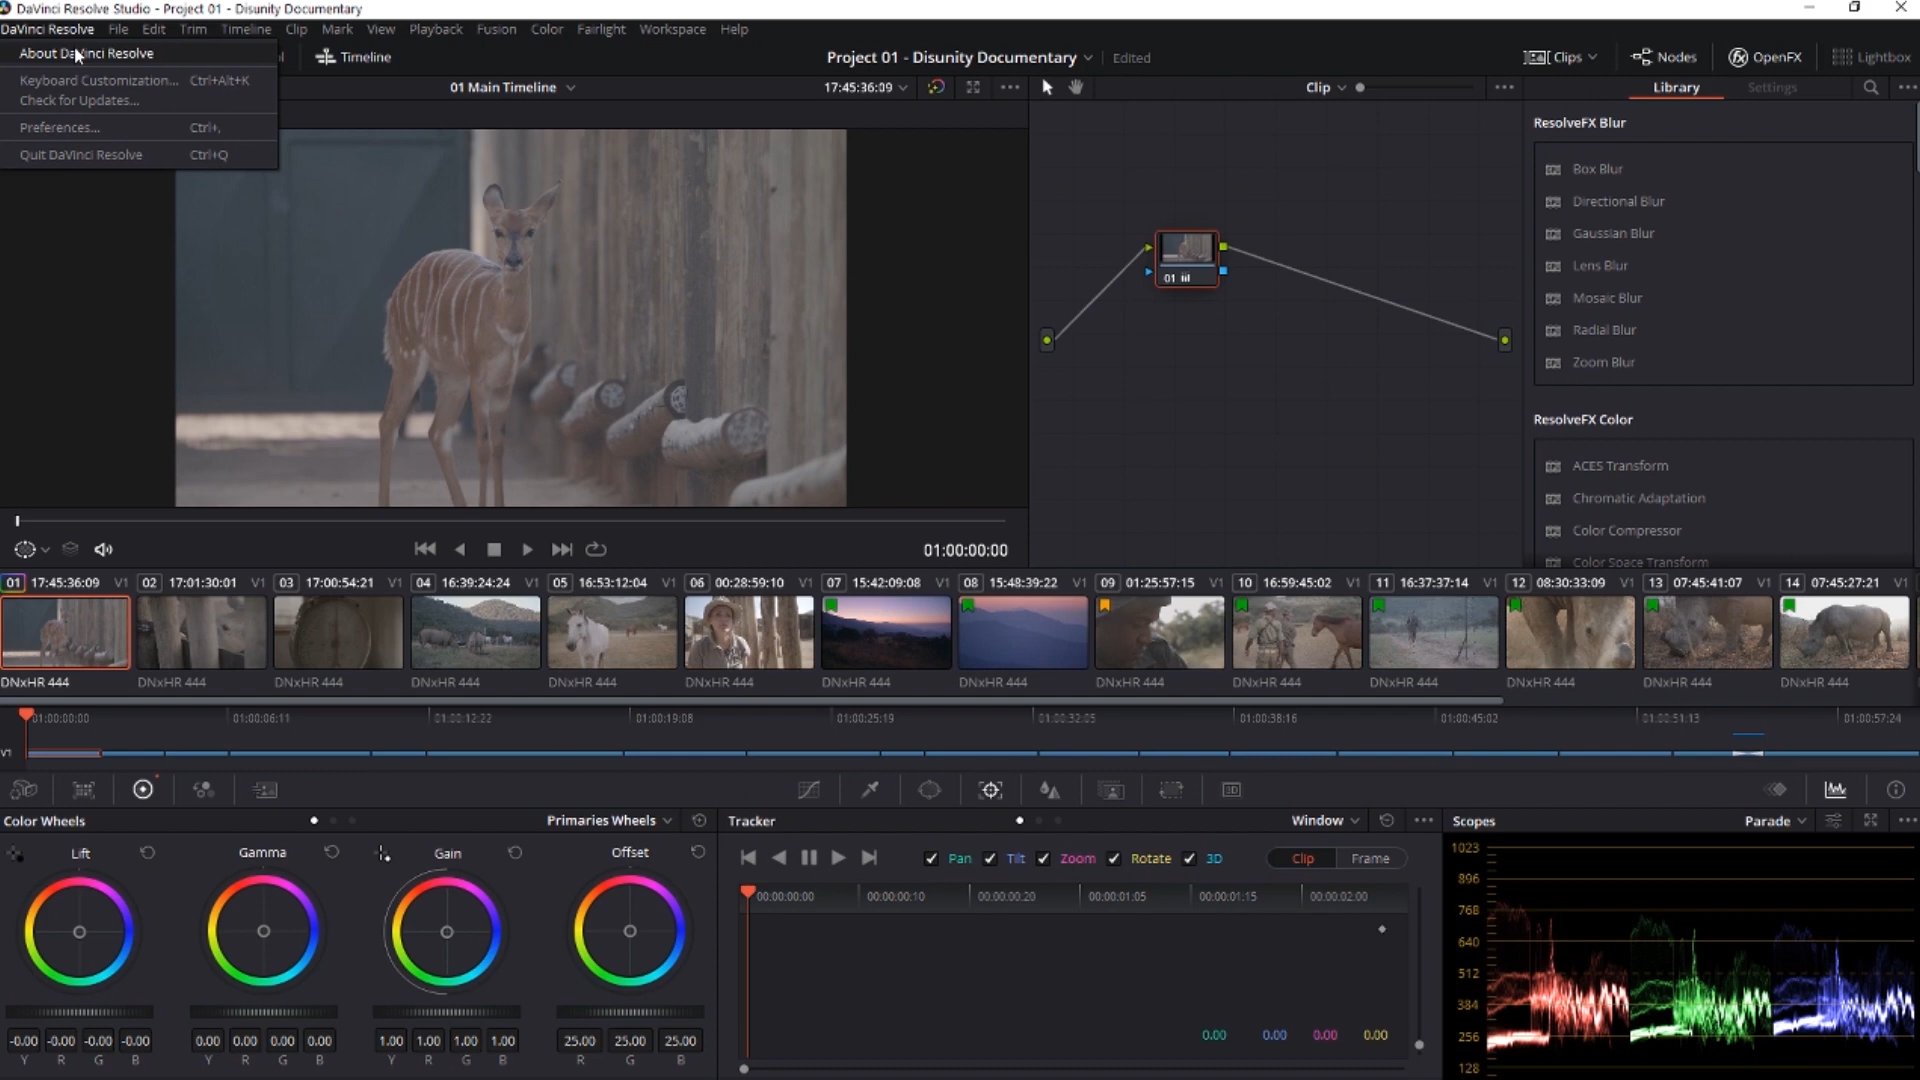 DaVinci Resolve Studio - Project 01 - Disunity Documentary
DaVinci Resolve File Edit Trim Timeline Clip Mark View Playback Fusion Color Fairlight Workspace Help
About DaVinci Resolve
Keyboard Customization... Ctrl+Alt+K
Check for Updates...
Preferences... Ctrl+,
Quit DaVinci Resolve Ctrl+Q
Timeline
Project 01 - Disunity Documentary Edited
Clips Nodes OpenFX Lightbox
01 Main Timeline 17:45:36:09
Clip
Library Settings
ResolveFX Blur
Box Blur
Directional Blur
Gaussian Blur
Lens Blur
Mosaic Blur
Radial Blur
Zoom Blur
ResolveFX Color
ACES Transform
Chromatic Adaptation
Color Compressor
Color Space Transform
01
01:00:00:00
01 17:45:36:09 V1 02 17:01:30:01 V1 03 17:00:54:21 V1 04 16:39:24:24 V1 05 16:53:12:04 V1 06 00:28:59:10 V1 07 15:42:09:08 V1 08 15:48:39:22 V1 09 01:25:57:15 V1 10 16:59:45:02 V1 11 16:37:37:14 V1 12 08:30:33:09 V1 13 07:45:41:07 V1 14 07:45:27:21 V1
DNxHR 444 DNxHR 444 DNxHR 444 DNxHR 444 DNxHR 444 DNxHR 444 DNxHR 444 DNxHR 444 DNxHR 444 DNxHR 444 DNxHR 444 DNxHR 444 DNxHR 444 DNxHR 444
01:00:00:00 01:00:06:11 01:00:12:22 01:00:19:08 01:00:25:19 01:00:32:05 01:00:38:16 01:00:45:02 01:00:51:13 01:00:57:24
V1
3D
Color Wheels Primaries Wheels
Lift Gamma Gain Offset
-0.00 -0.00 -0.00 -0.00 0.00 0.00 0.00 0.00 1.00 1.00 1.00 1.00 25.00 25.00 25.00
Y R G B Y R G B Y R G B R G B
Tracker Window
Pan Tilt Zoom Rotate 3D Clip Frame
00:00:00:00 00:00:00:10 00:00:00:20 00:00:01:05 00:00:01:15 00:00:02:00
0.00 0.00 0.00 0.00
Scopes Parade
1023
896
768
640
512
384
256
128